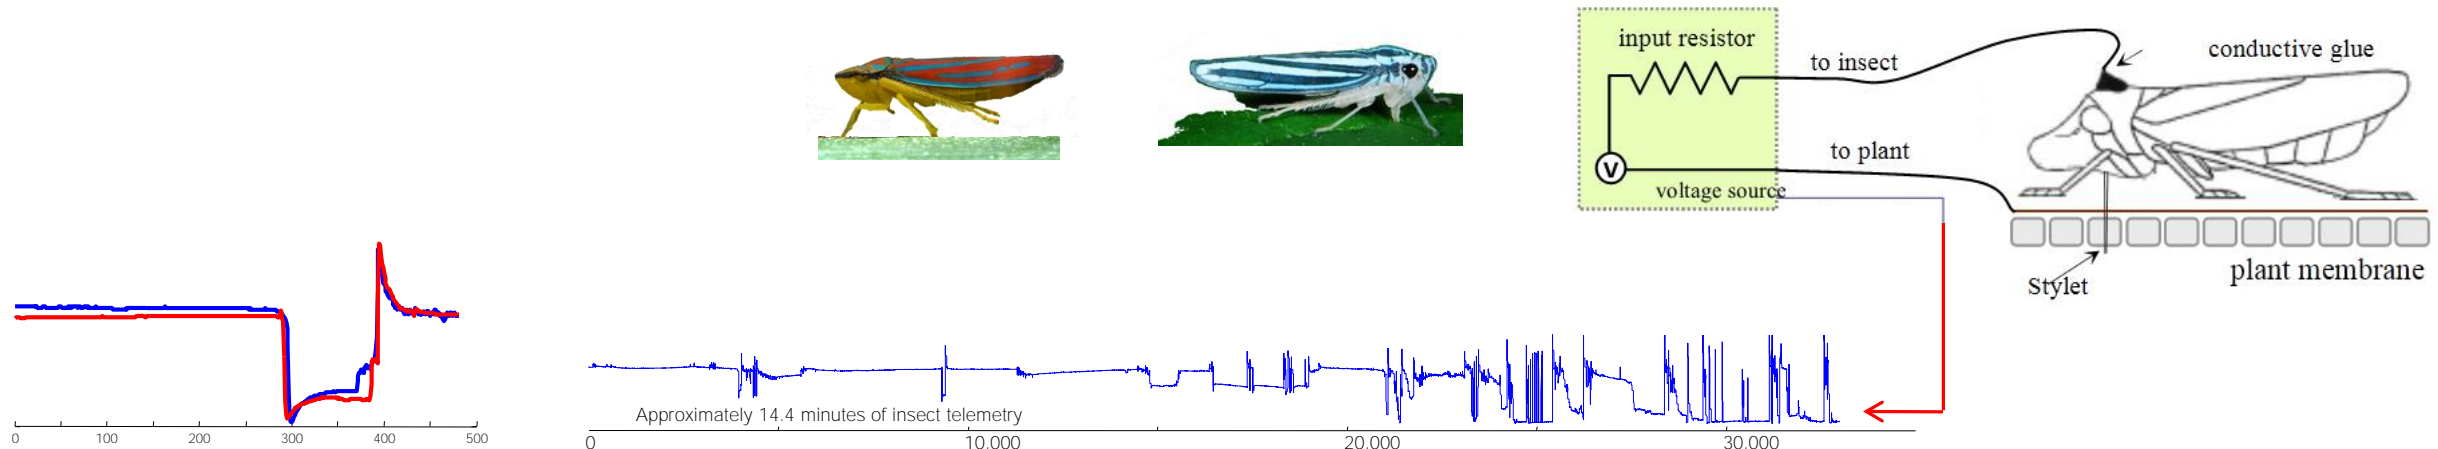 input resistor
to insect
conductive glue
to plant
V
voltage source
Stylet
plant membrane
Approximately 14.4 minutes of insect telemetry
0 100 200 300 400 500
0 10,000 20,000 30,000